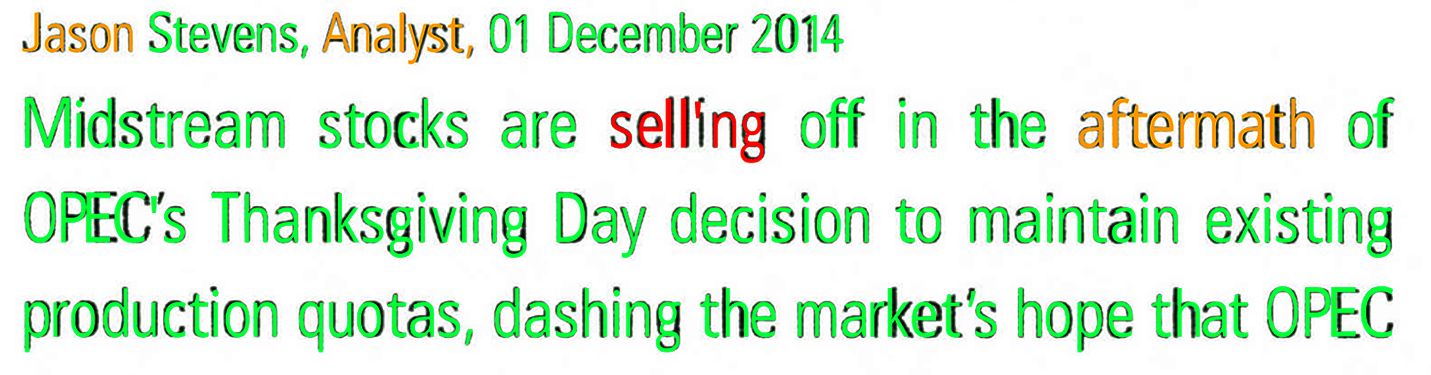 Jason Stevens, Analyst, 01 December 2014
Midstream stocks are selling off in the aftermath of
OPEC's Thanksgiving Day decision to maintain existing
production quotas, dashing the market's hope that OPEC